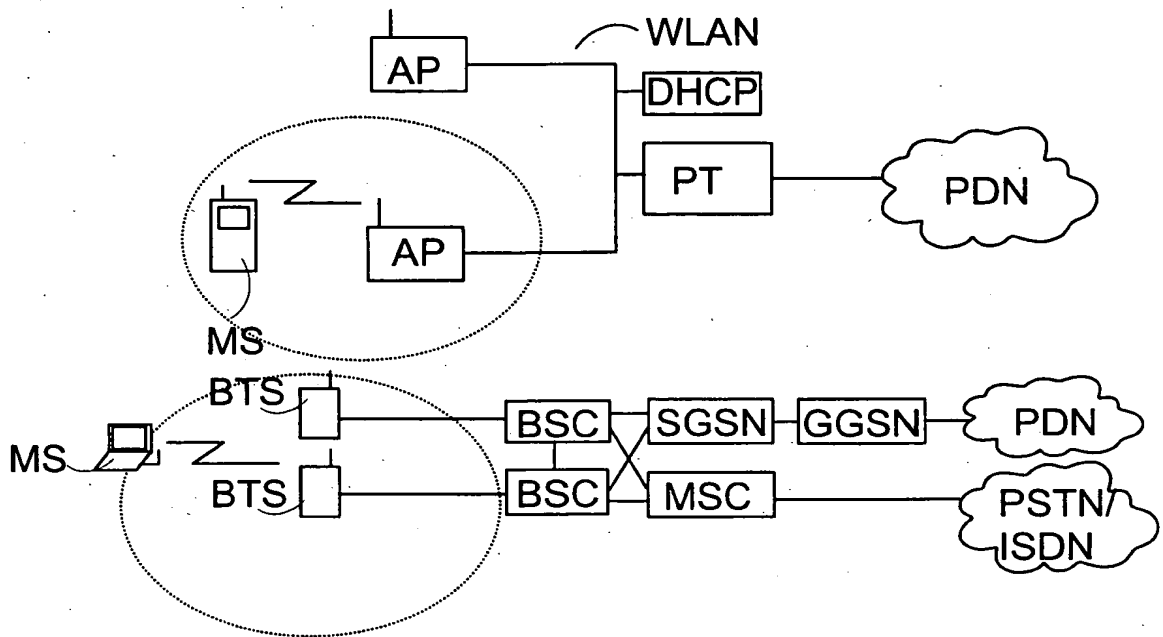 WLAN
AP
DHCP
PT
PDN
AP
MS
BTS
BSC
SGSN
GGSN
PDN
MS
BTS
BSC
MSC
PSTN/
ISDN